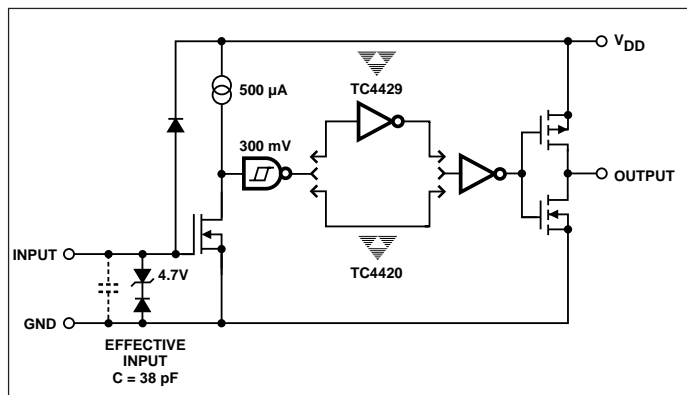 V_DD
TC4429
500 µA
300 mV
OUTPUT
INPUT
4.7V
TC4420
GND
EFFECTIVE
INPUT
C = 38 pF